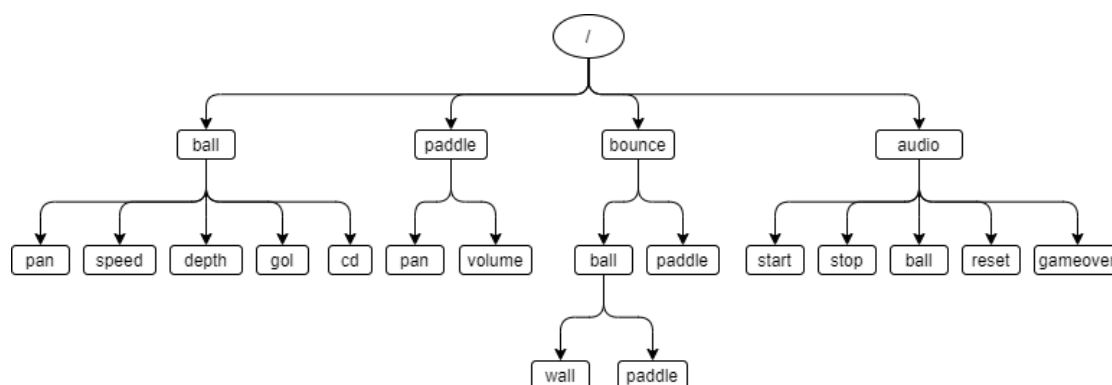 /
ball paddle bounce audio
pan speed depth gol cd pan volume ball paddle start stop ball reset gameover
wall paddle